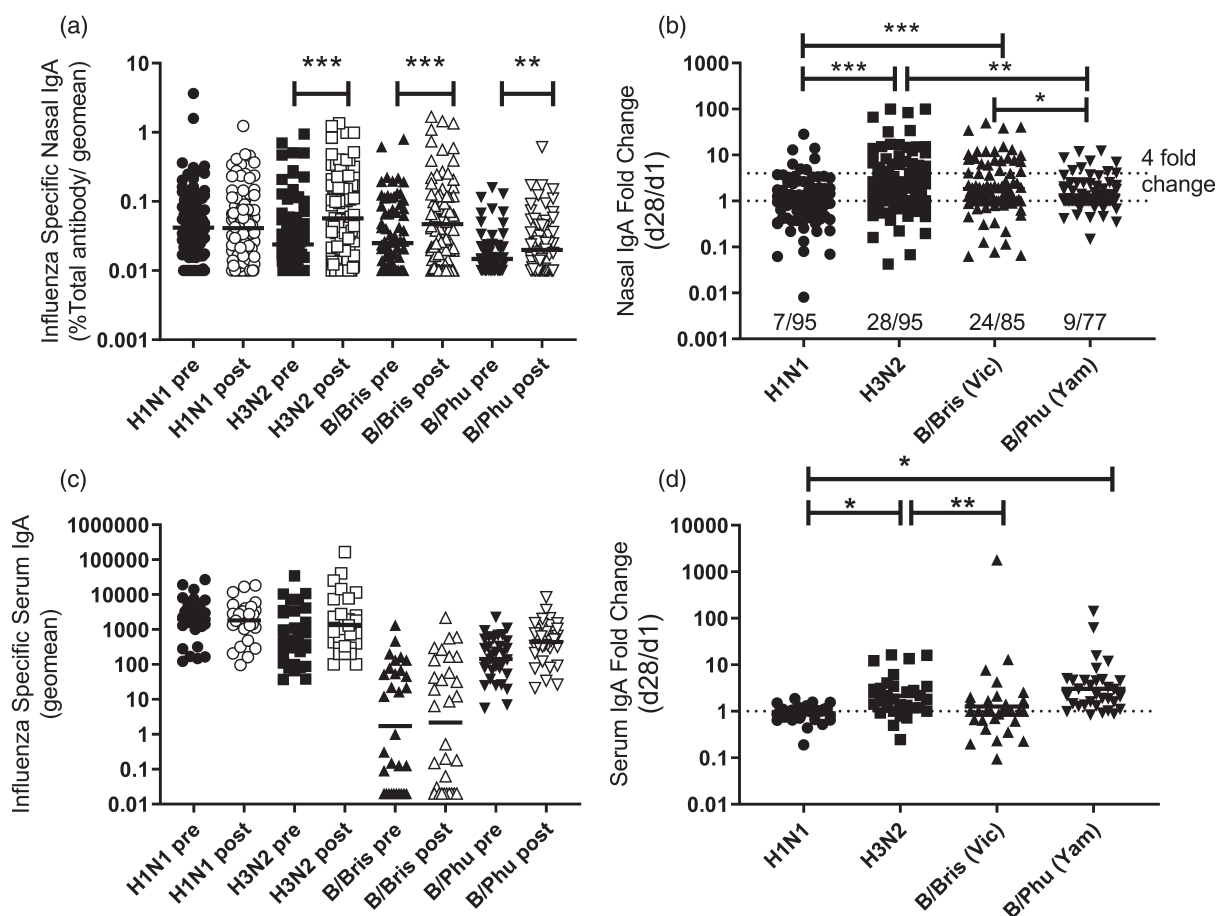 (a)
Influenza Specific Nasal IgA
(%Total antibody/ geomean)
10
1
0.1
0.01
0.001
***
***
**
H1N1 pre
H1N1 post
H3N2 pre
H3N2 post
B/Bris pre
B/Bris post
B/Phu pre
B/Phu post
(b)
Nasal IgA Fold Change
(d28/d1)
1000
100
10
1
0.1
0.01
0.001
***
***
**
*
4 fold
change
7/95
28/95
24/85
9/77
H1N1
H3N2
B/Bris (Vic)
B/Phu (Yam)
(c)
Influenza Specific Serum IgA
(geomean)
1000000
100000
10000
1000
100
10
1
0.1
0.01
H1N1 pre
H1N1 post
H3N2 pre
H3N2 post
B/Bris pre
B/Bris post
B/Phu pre
B/Phu post
(d)
Serum IgA Fold Change
(d28/d1)
10000
1000
100
10
1
0.1
0.01
*
*
**
H1N1
H3N2
B/Bris (Vic)
B/Phu (Yam)